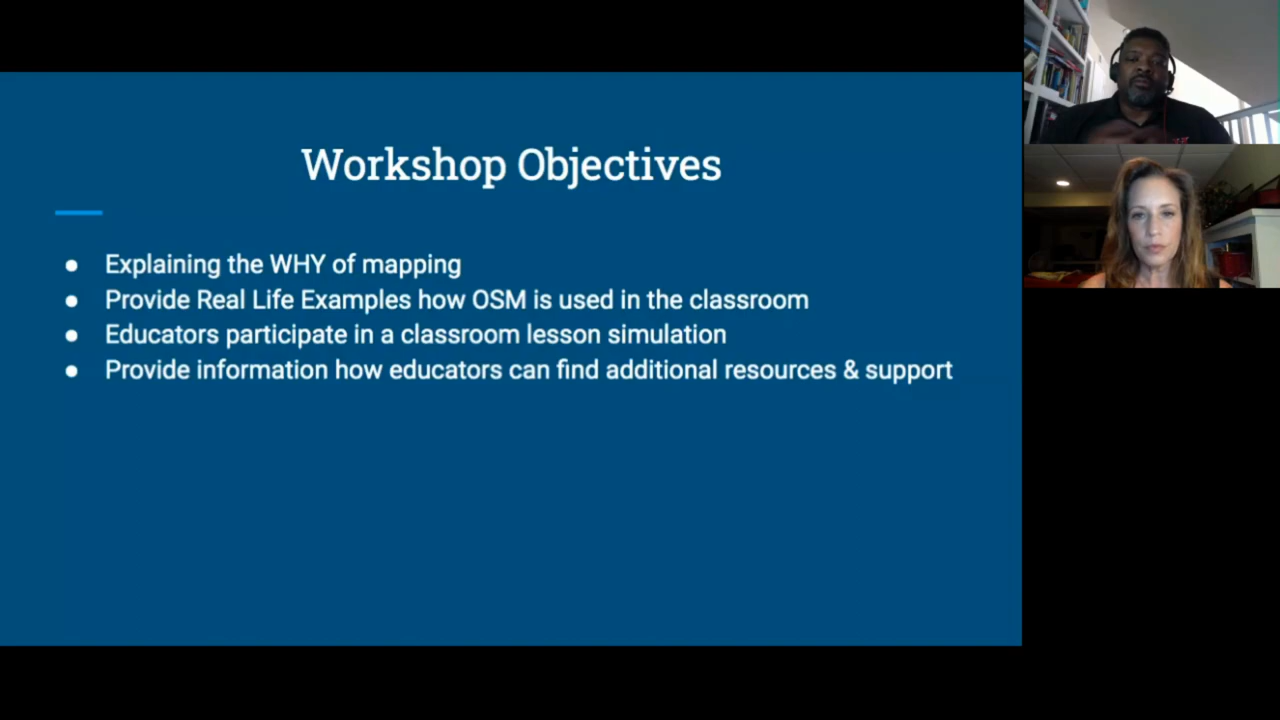 Workshop Objectives
● Explaining the WHY of mapping
● Provide Real Life Examples how OSM is used in the classroom
● Educators participate in a classroom lesson simulation
● Provide information how educators can find additional resources & support